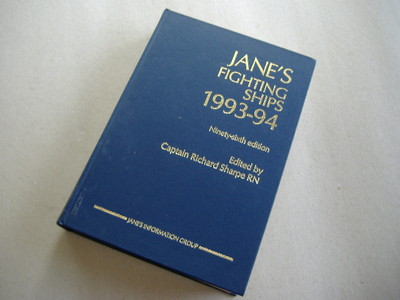 JANE'S
FIGHTING
SHIPS
1993-94
Ninety-sixth edition
Edited by
Captain Richard Sharpe RN
JANE'S INFORMATION GROUP